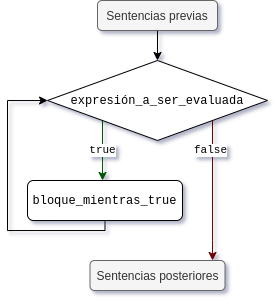 Sentencias previas
expresión_a_ser_evaluada
true
false
bloque_mientras_true
Sentencias posteriores